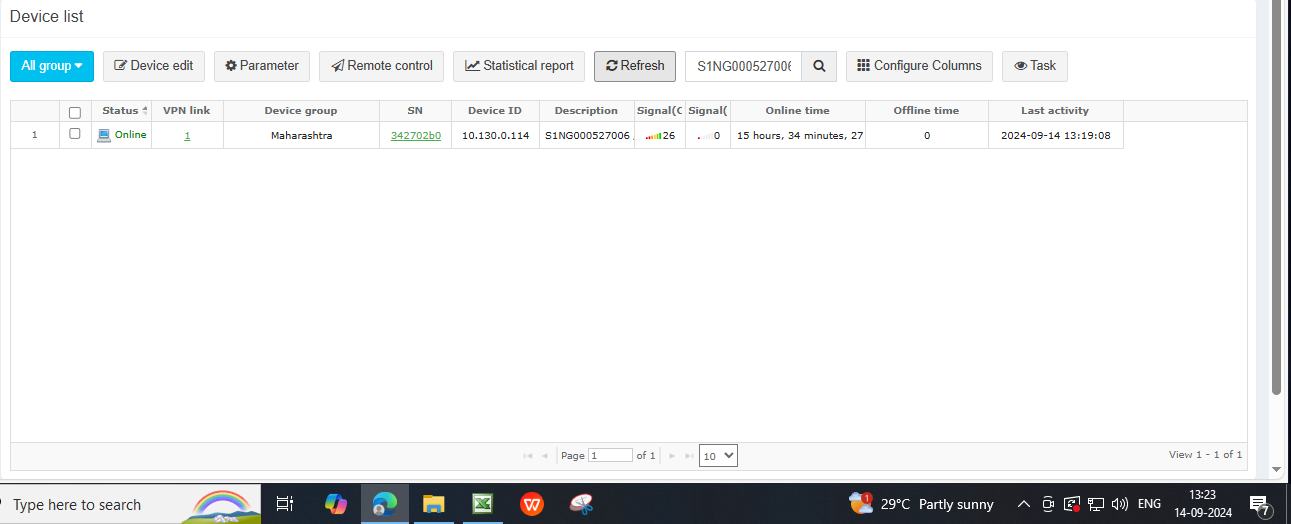 Device list
All group Device edit Parameter Remote control Statistical report Refresh S1NG000527006 Configure Columns Task
Status VPN link Device group SN Device ID Description Signal(C Signal( Online time Offline time Last activity
1 Online 1 Maharashtra 342702b0 10.130.0.114 S1NG000527006 26 0 15 hours, 34 minutes, 27 0 2024-09-14 13:19:08
Page 1 of 1 10 View 1 - 1 of 1
Type here to search 1 29°C Partly sunny ENG 13:23
14-09-2024 7